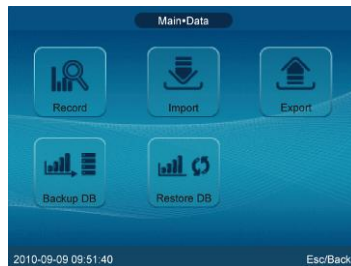 Main•Data
Record Import Export
Backup DB Restore DB
2010-09-09 09:51:40 Esc/Back